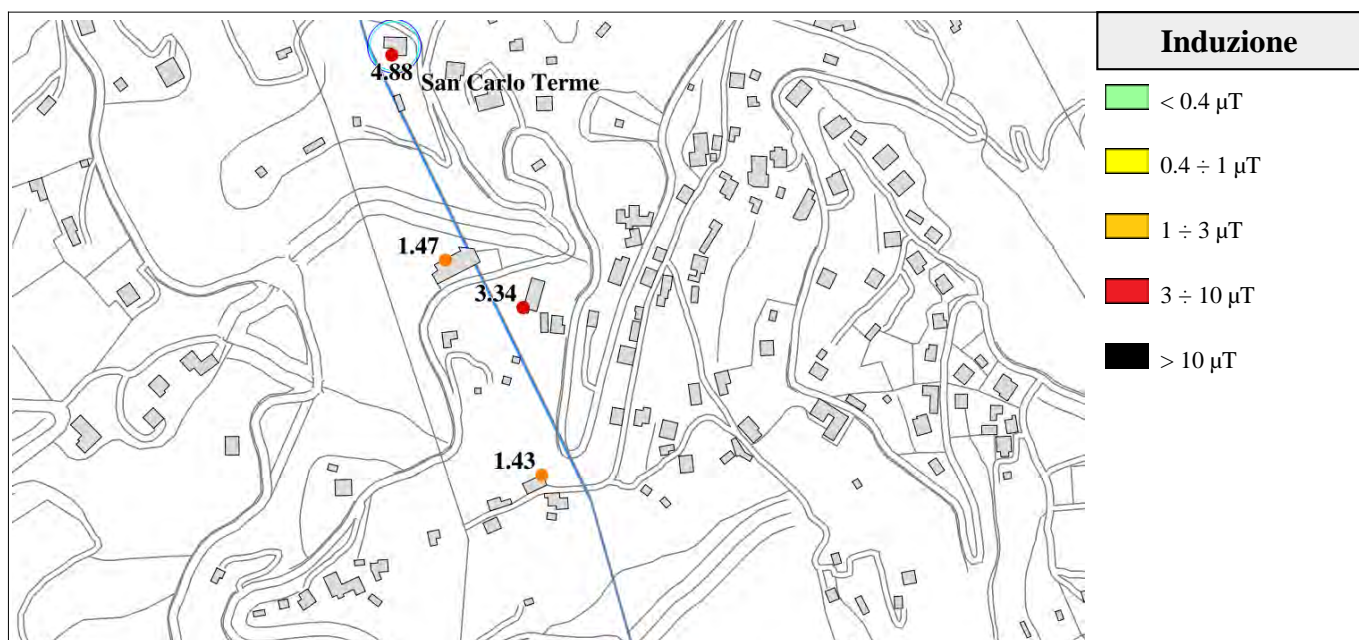 4.88
San Carlo Terme
1.47
3.34
1.43
Induzione
< 0.4 µT
0.4 ÷ 1 µT
1 ÷ 3 µT
3 ÷ 10 µT
> 10 µT